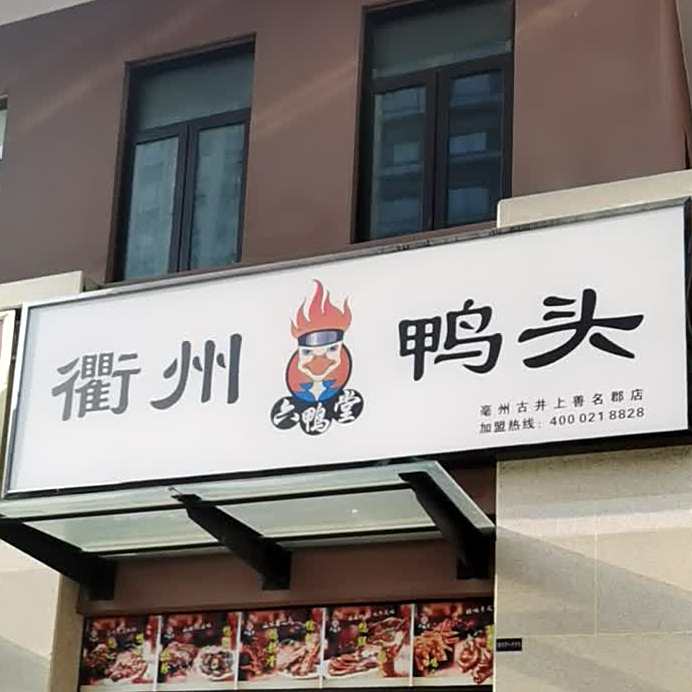 衢州 鸭头
六鸭堂
亳州古井上善名郡店
加盟热线：400 021 8828